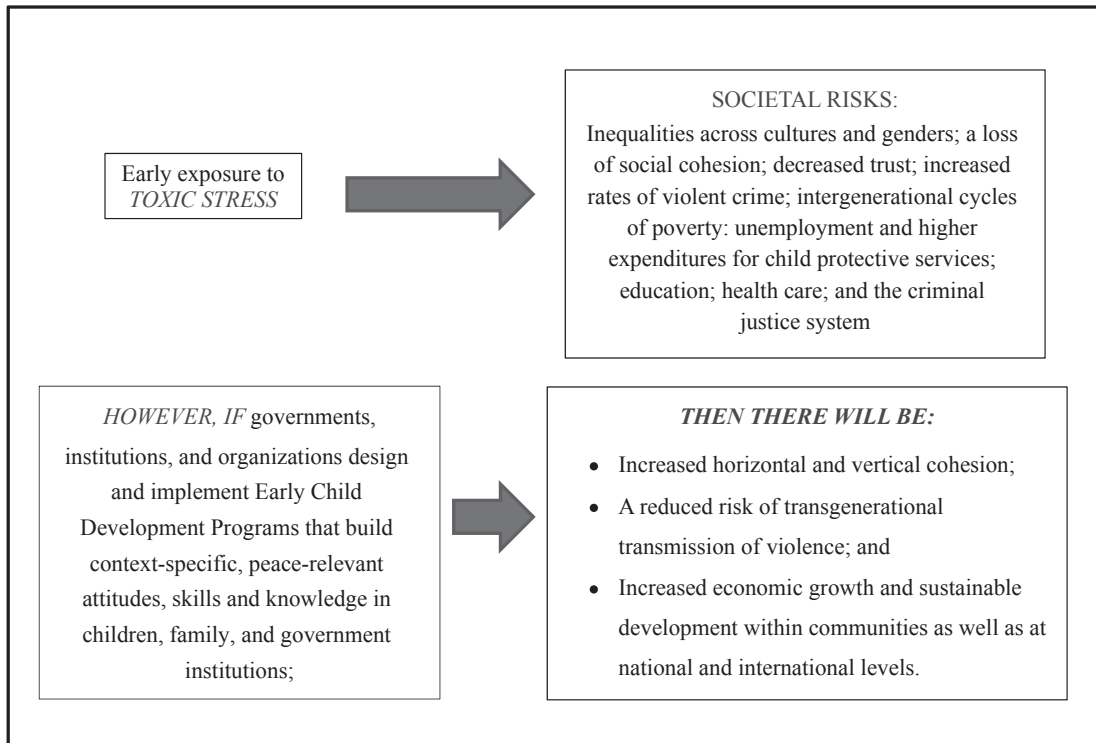 Early exposure to
TOXIC STRESS
SOCIETAL RISKS:
Inequalities across cultures and genders; a loss
of social cohesion; decreased trust; increased
rates of violent crime; intergenerational cycles
of poverty: unemployment and higher
expenditures for child protective services;
education; health care; and the criminal
justice system
HOWEVER, IF governments,
institutions, and organizations design
and implement Early Child
Development Programs that build
context-specific, peace-relevant
attitudes, skills and knowledge in
children, family, and government
institutions;
THEN THERE WILL BE:
• Increased horizontal and vertical cohesion;
• A reduced risk of transgenerational
transmission of violence; and
• Increased economic growth and sustainable
development within communities as well as at
national and international levels.